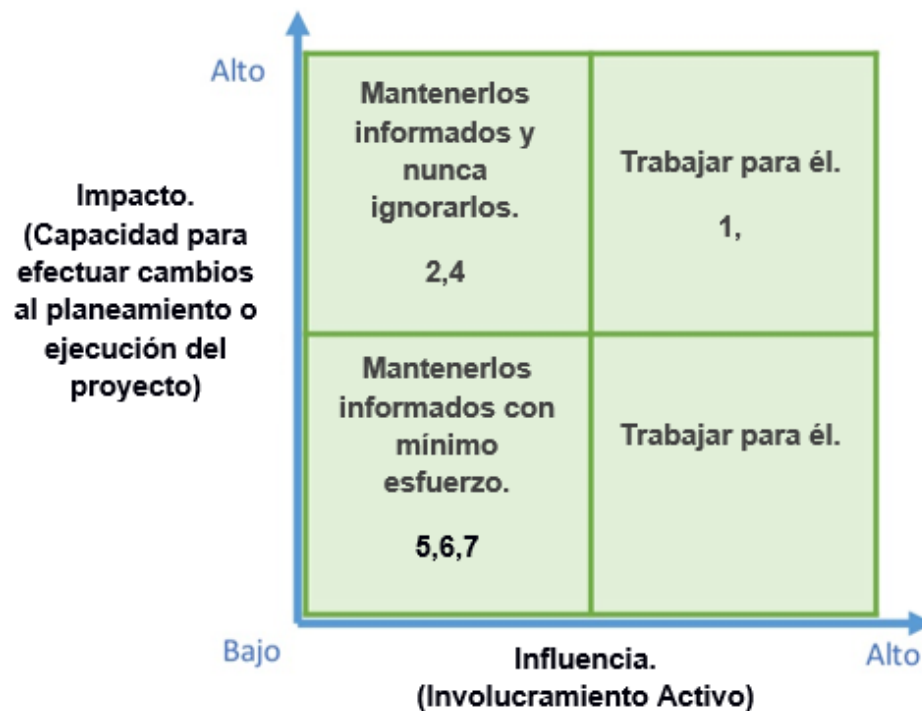 Alto
Impacto.
(Capacidad para
efectuar cambios
al planeamiento o
ejecución del
proyecto)
Mantenerlos
informados y
nunca
ignorarlos.
2,4
Trabajar para él.
1,
Mantenerlos
informados con
mínimo
esfuerzo.
5,6,7
Trabajar para él.
Bajo
Influencia.
(Involucramiento Activo)
Alto